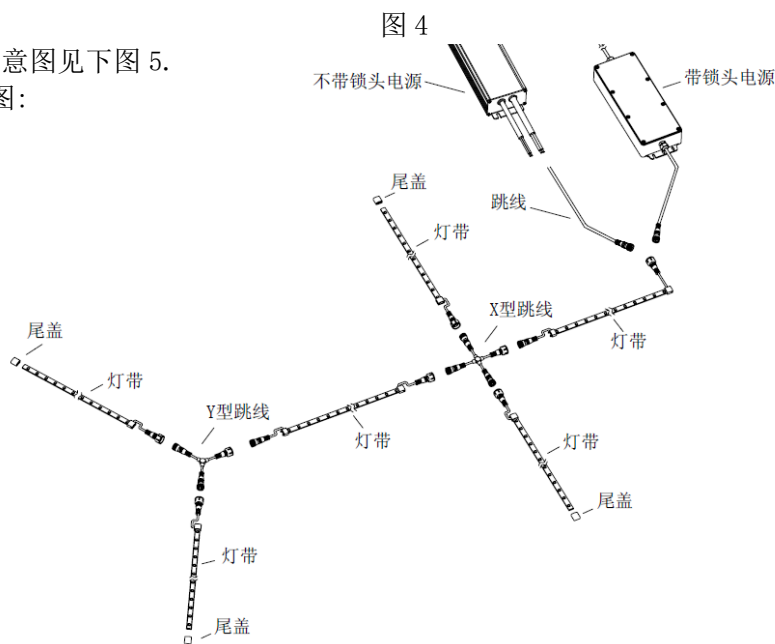 图 4
意图见下图 5.
图:
不带锁头电源
带锁头电源
尾盖
跳线
灯带
X型跳线
灯带
尾盖
灯带
Y型跳线
灯带
灯带
尾盖
灯带
尾盖